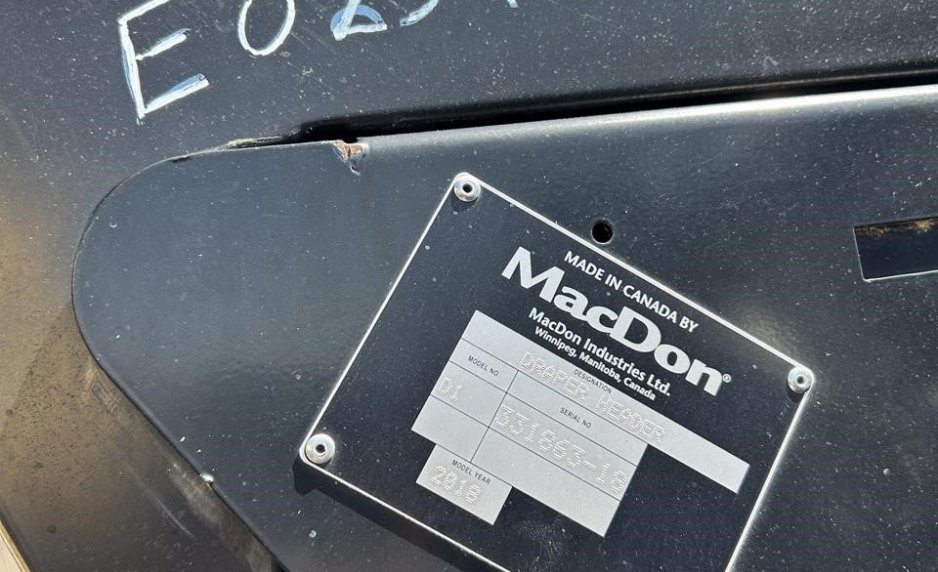 MADE IN CANADA BY
MacDon®
MacDon Industries Ltd.
Winnipeg, Manitoba, Canada
DESIGNATION
DRAPER HEADER
MODEL NO
SERIAL NO
D1
331863-18
MODEL YEAR
2018